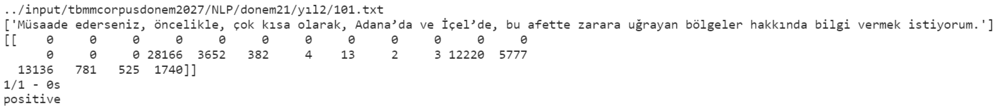 ../input/tbmmcorpusdonem2027/NLP/donem21/yıl2/101.txt
['Müsaade ederseniz, öncelikle, çok kısa olarak, Adana’da ve İçel’de, bu afette zarara uğrayan bölgeler hakkında bilgi vermek istiyorum.']
[[ 0 0 0 0 0 0 0 0 0 0 0 0
0 0 0 28166 3652 382 4 13 2 3 12220 5777
13136 781 525 1740]]
1/1 - 0s
positive